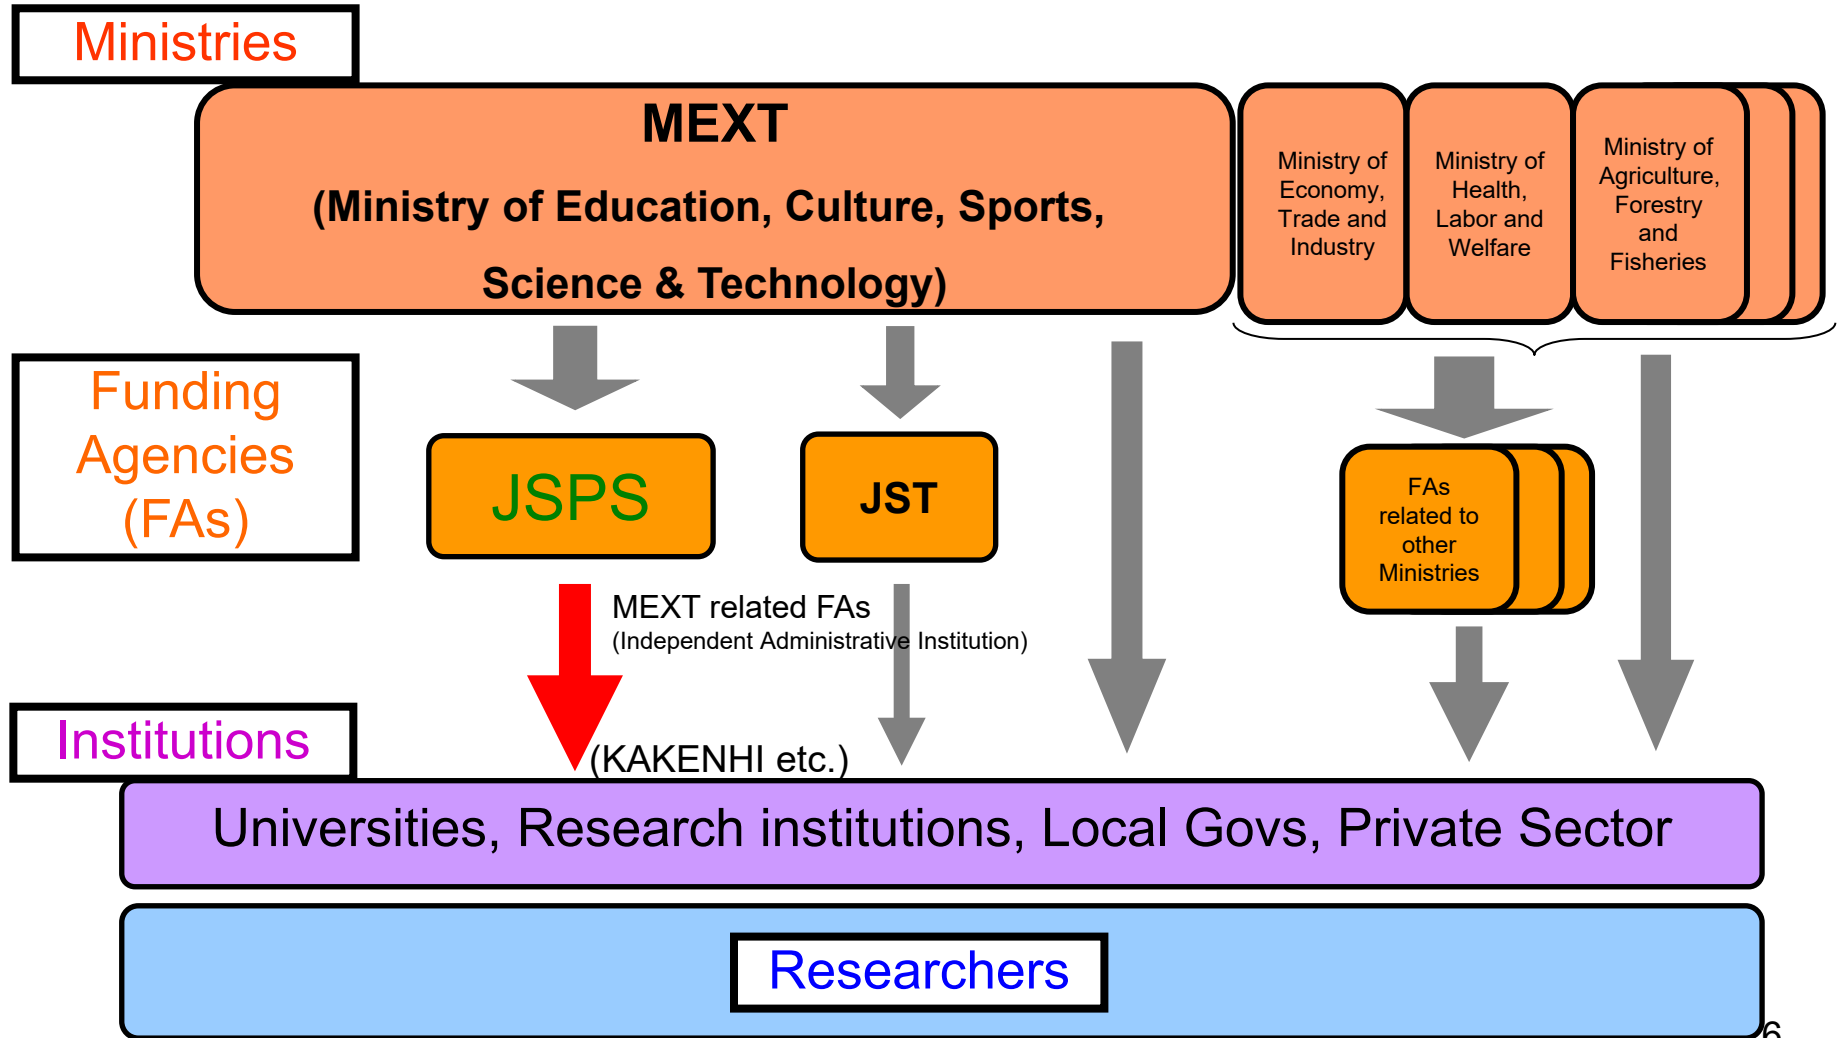 Ministries
MEXT
(Ministry of Education, Culture, Sports,
Science & Technology)
Ministry of
Economy,
Trade and
Industry
Ministry of
Health,
Labor and
Welfare
Ministry of
Agriculture,
Forestry
and
Fisheries
Funding
Agencies
(FAs)
JSPS
JST
FAs
related to
other
Ministries
MEXT related FAs
(Independent Administrative Institution)
Institutions
(KAKENHI etc.)
Universities, Research institutions, Local Govs, Private Sector
Researchers
6